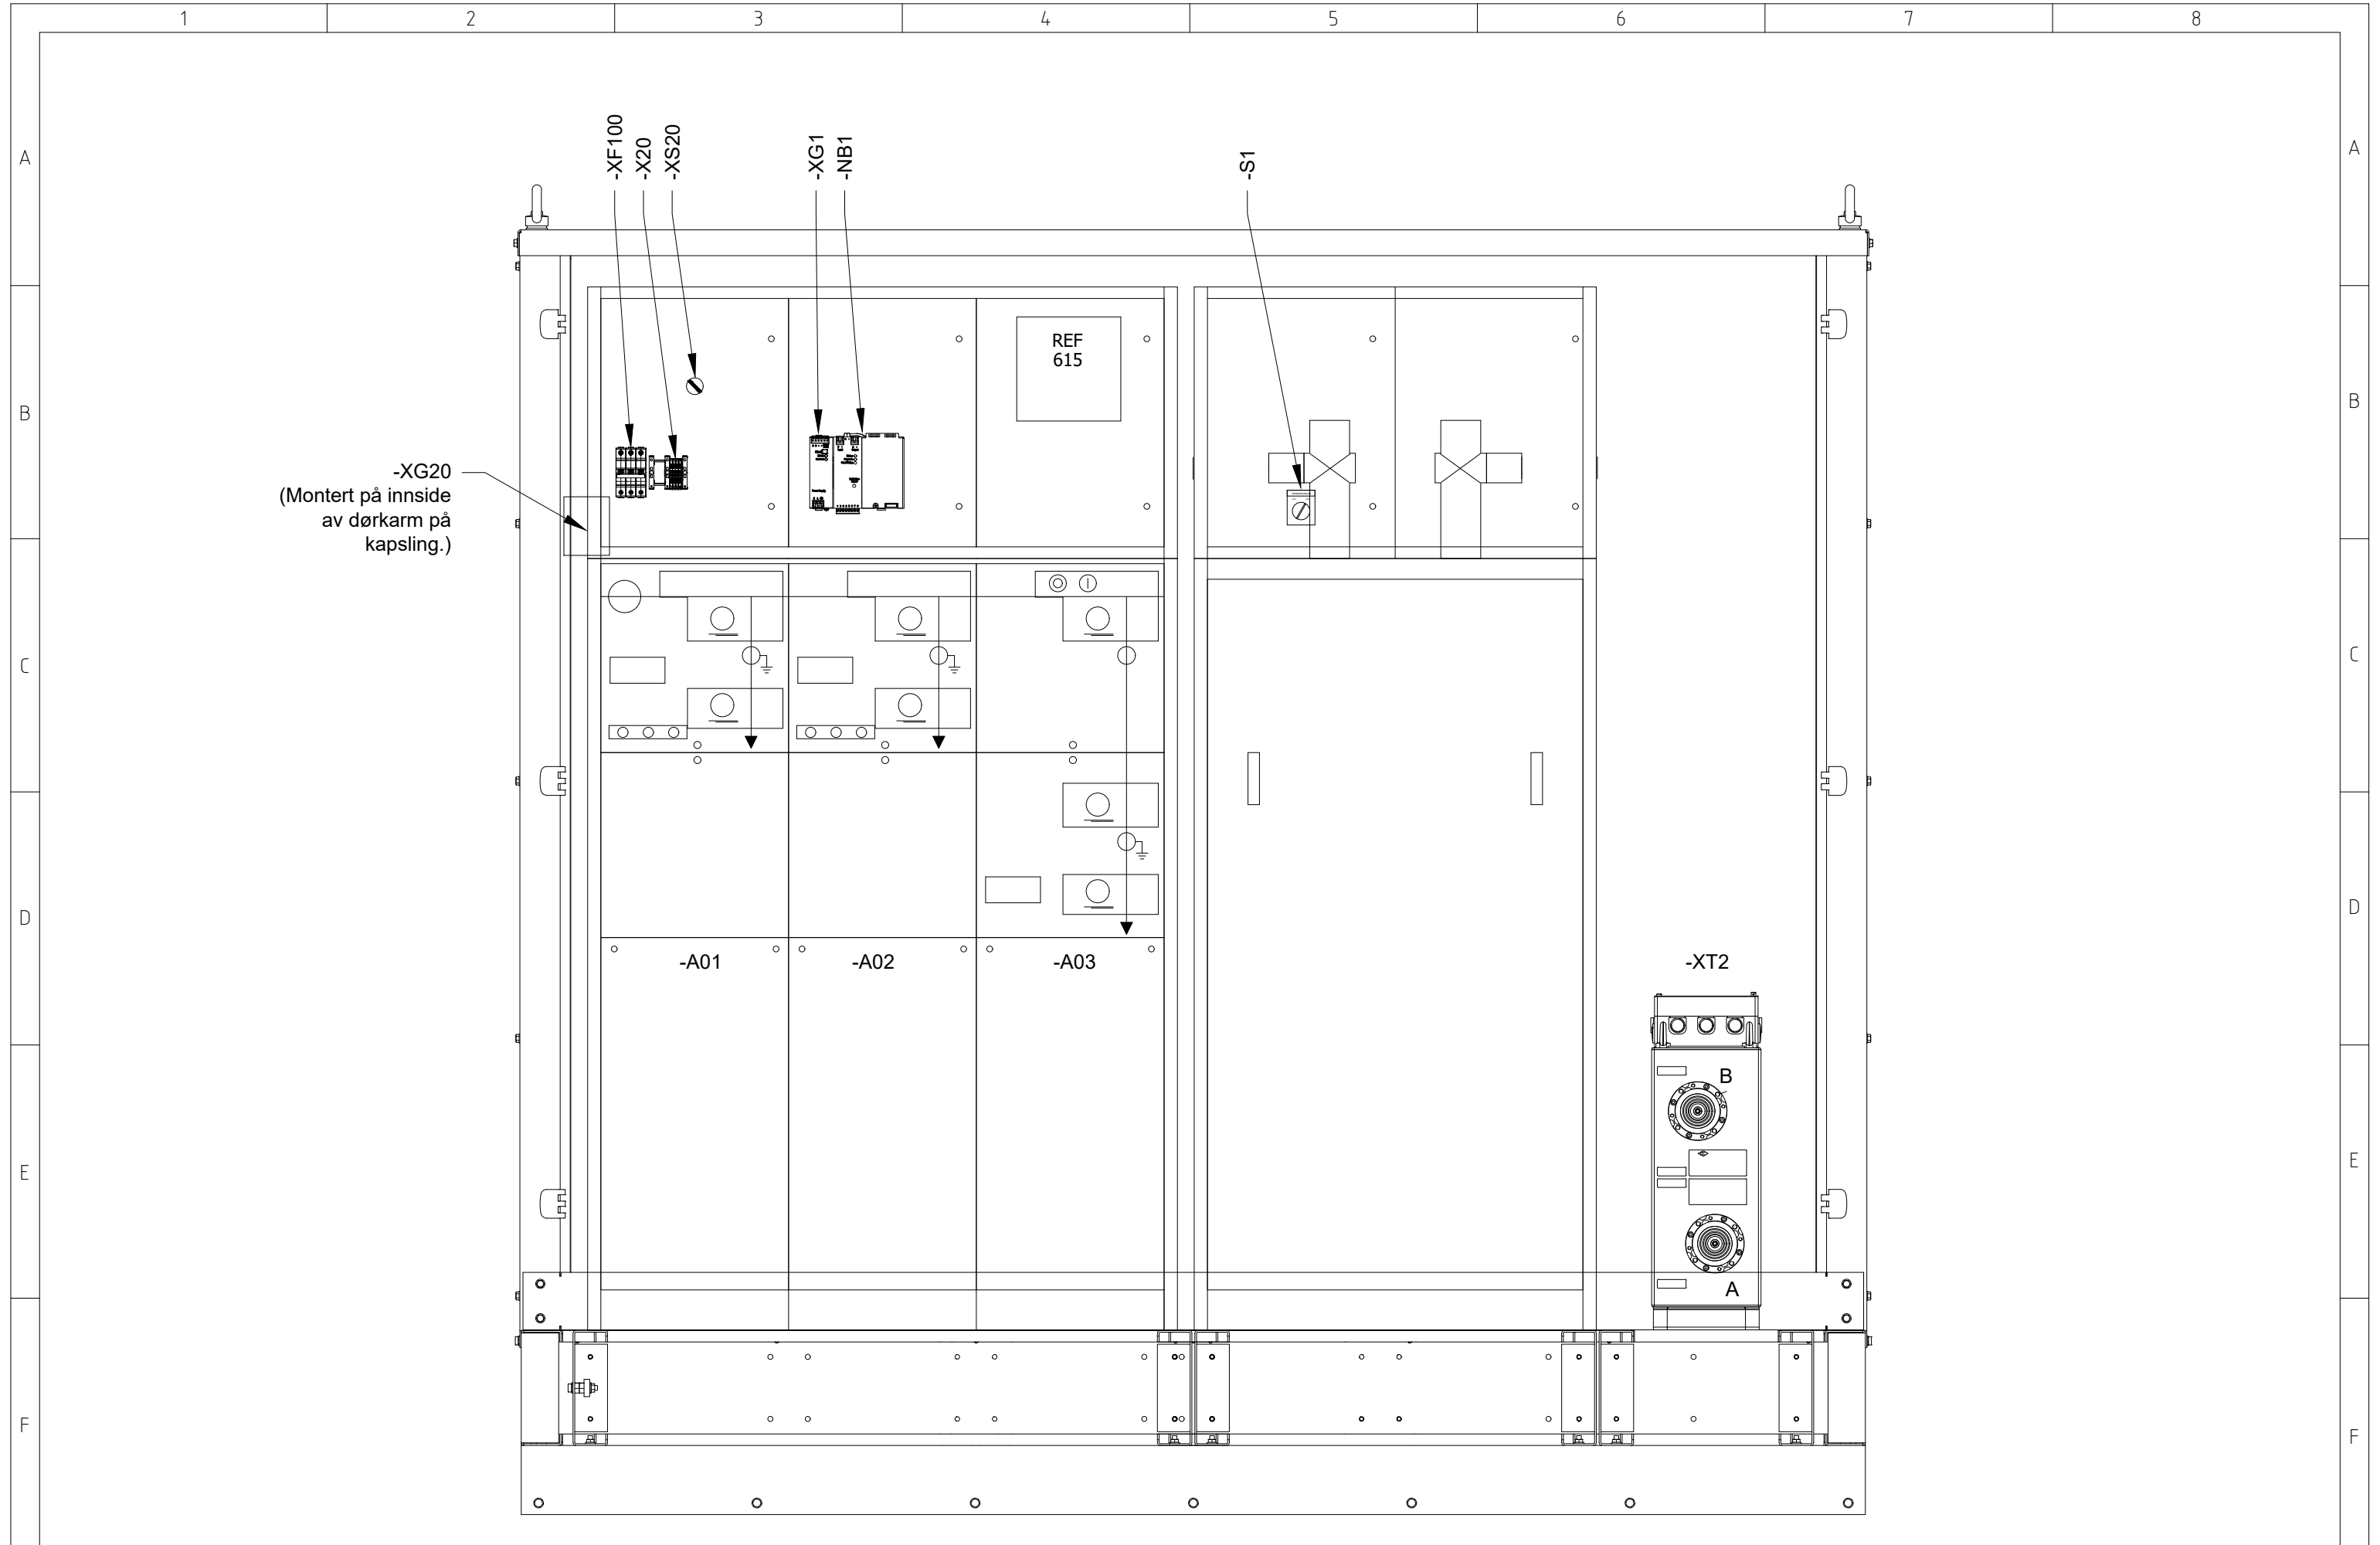 1 2 3 4 5 6 7 8
A A
-XF100
-X20
-XS20
-XG1
-NB1
-S1
REF
615
B B
-XG20
(Montert på innside
av dørkarm på
kapsling.)
C C
D D
-A01 -A02 -A03 -XT2
B
E E
A
F F